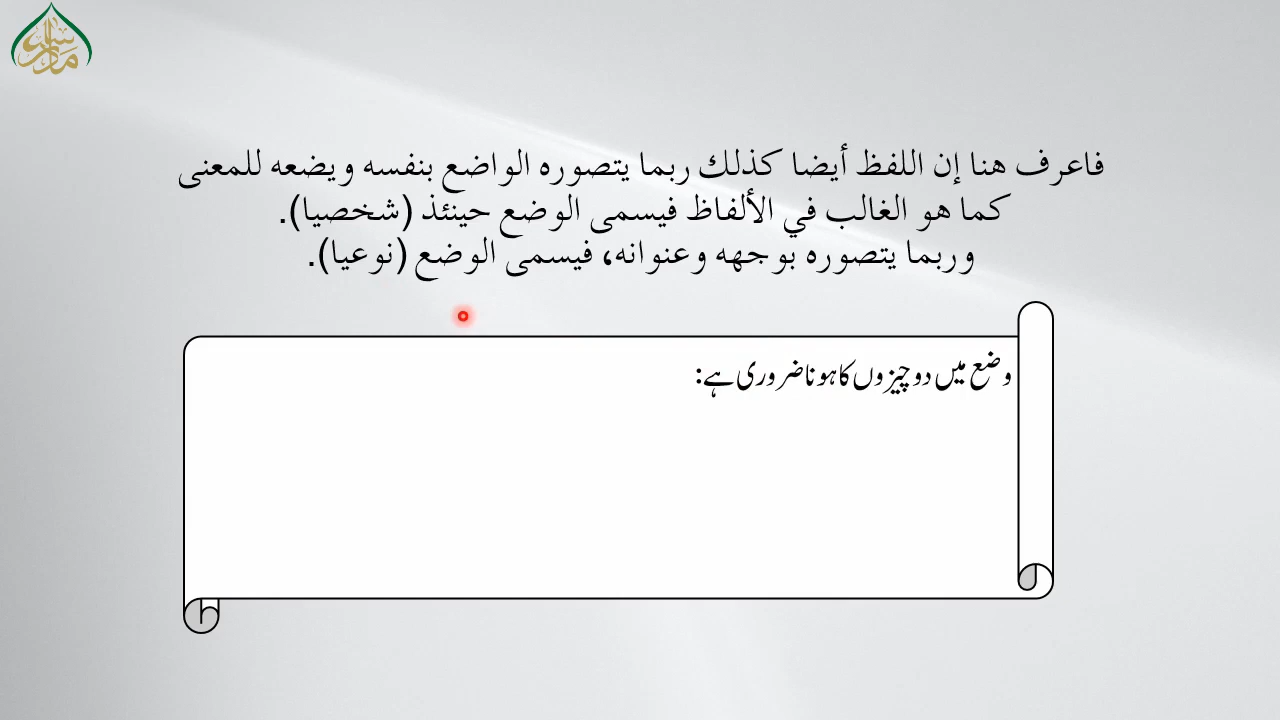 فاعرف هنا إن اللفظ أيضا كذلك ربما يتصوره الواضع بنفسه ويضعه للمعنى
كما هو الغالب في الألفاظ فيسمى الوضع حينئذ (شخصيا).
وربما يتصوره بوجهه وعنوانه، فيسمى الوضع (نوعيا).
وضع میں دو چیزوں کا ہونا ضروری ہے: